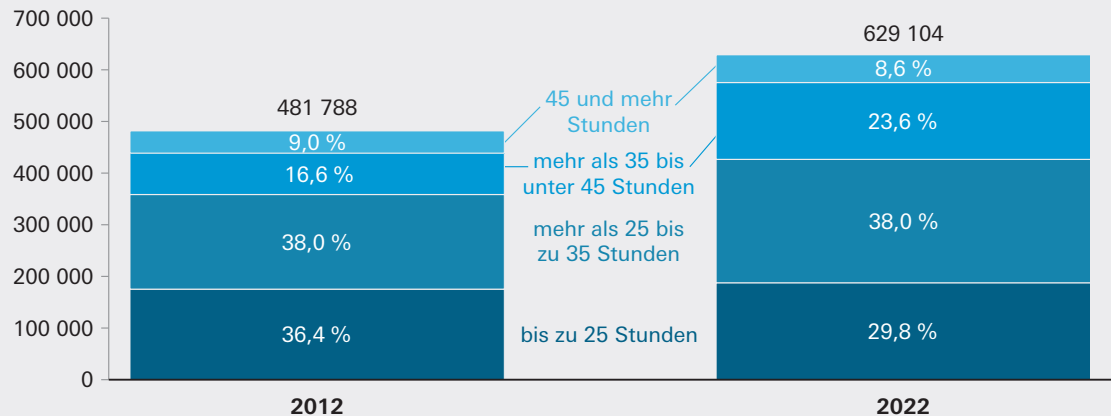 700 000
600 000
500 000
400 000
300 000
200 000
100 000
0
481 788
9,0 %
16,6 %
38,0 %
36,4 %
2012
45 und mehr
Stunden
mehr als 35 bis
unter 45 Stunden
mehr als 25 bis
zu 35 Stunden
bis zu 25 Stunden
629 104
8,6 %
23,6 %
38,0 %
29,8 %
2022